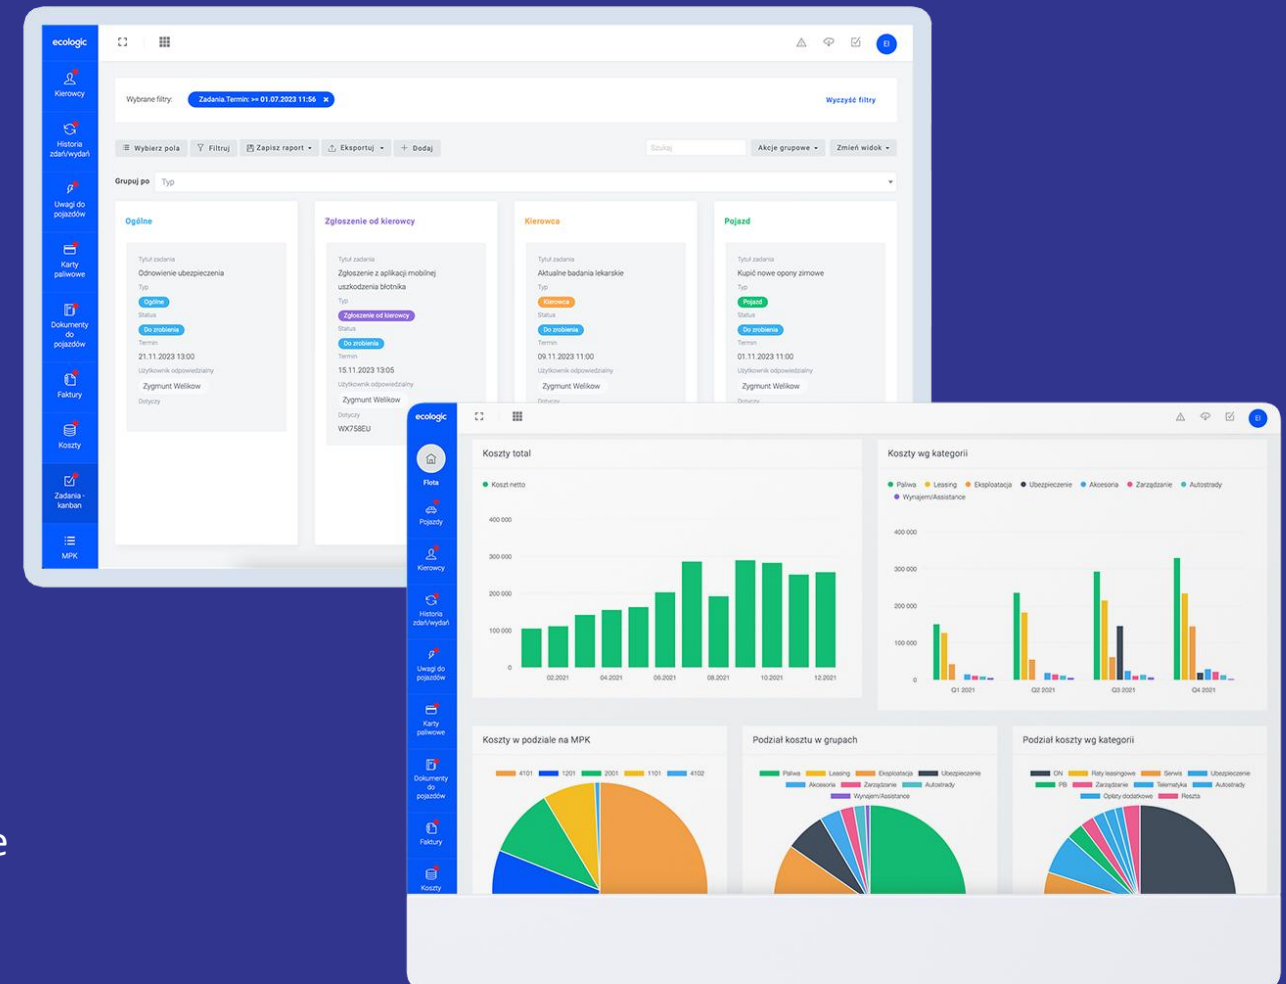 ecologic
EI
Kierowcy
Historia
zdań/wydań
Uwagi do
pojazdów
Karty
paliwowe
Dokumenty
do
pojazdów
Faktury
Koszty
Zadania -
kanban
MPK
Wybrane filtry:
Zadania.Termin: >= 01.07.2023 11:56 ×
Wyczyść filtry
Wybierz pola
Filtruj
Zapisz raport
Eksportuj
Dodaj
Szukaj
Akcje grupowe
Zmień widok
Grupuj po
Typ
Ogólne
Tytuł zadania
Odnowienie ubezpieczenia
Typ
Ogólne
Status
Do zrobienia
Termin
21.11.2023 13:00
Użytkownik odpowiedzialny
Zygmunt Welikow
Dotyczy
Zgłoszenie od kierowcy
Tytuł zadania
Zgłoszenie z aplikacji mobilnej
uszkodzenia błotnika
Typ
Zgłoszenie od kierowcy
Status
Do zrobienia
Termin
15.11.2023 13:05
Użytkownik odpowiedzialny
Zygmunt Welikow
Dotyczy
WX758EU
Kierowca
Tytuł zadania
Aktualne badania lekarskie
Typ
Kierowca
Status
Do zrobienia
Termin
09.11.2023 11:00
Użytkownik odpowiedzialny
Zygmunt Welikow
Dotyczy
Pojazd
Tytuł zadania
Kupić nowe opony zimowe
Typ
Pojazd
Status
Do zrobienia
Termin
01.11.2023 11:00
Użytkownik odpowiedzialny
Zygmunt Welikow
Dotyczy
ecologic
EI
Flota
Pojazdy
Kierowcy
Historia
zdań/wydań
Uwagi do
pojazdów
Karty
paliwowe
Dokumenty
do
pojazdów
Faktury
Koszty
Koszty total
Koszt netto
400 000
300 000
200 000
100 000
0
02.2021 04.2021 06.2021 08.2021 10.2021 12.2021
Koszty wg kategorii
Paliwa Leasing Eksploatacja Ubezpieczenie Akcesoria Zarządzanie Autostrady
Wynajem/Assistance
400 000
300 000
200 000
100 000
0
Q1 2021 Q2 2021 Q3 2021 Q4 2021
Koszty w podziale na MPK
4101 1201 2001 1101 4102
Podział kosztu w grupach
Paliwa Leasing Eksploatacja Ubezpieczenie
Akcesoria Zarządzanie Autostrady
Wynajem/Assistance
Podział koszty wg kategorii
ON Raty leasingowe Serwis Ubezpieczenie
PB Zarządzanie Telematyka Autostrady
Opłaty dodatkowe Reszta
e